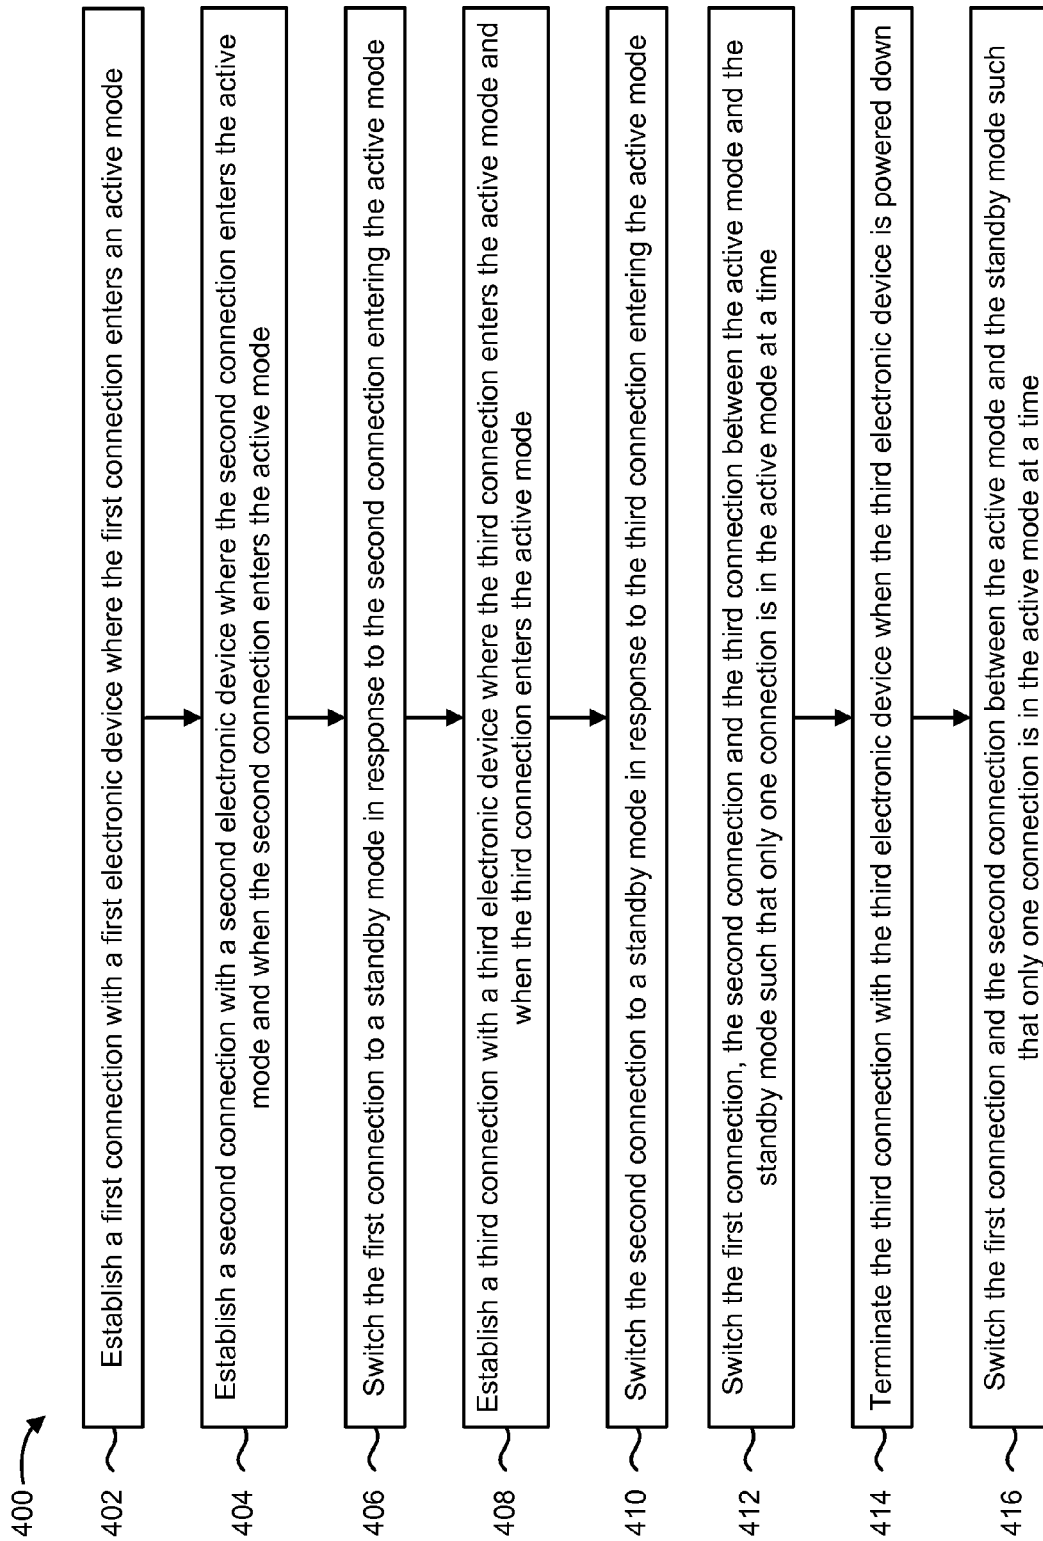 400
402
Establish a first connection with a first electronic device where the first connection enters an active mode
404
Establish a second connection with a second electronic device where the second connection enters the active
mode and when the second connection enters the active mode
406
Switch the first connection to a standby mode in response to the second connection entering the active mode
408
Establish a third connection with a third electronic device where the third connection enters the active mode and
when the third connection enters the active mode
410
Switch the second connection to a standby mode in response to the third connection entering the active mode
412
Switch the first connection, the second connection and the third connection between the active mode and the
standby mode such that only one connection is in the active mode at a time
414
Terminate the third connection with the third electronic device when the third electronic device is powered down
416
Switch the first connection and the second connection between the active mode and the standby mode such
that only one connection is in the active mode at a time